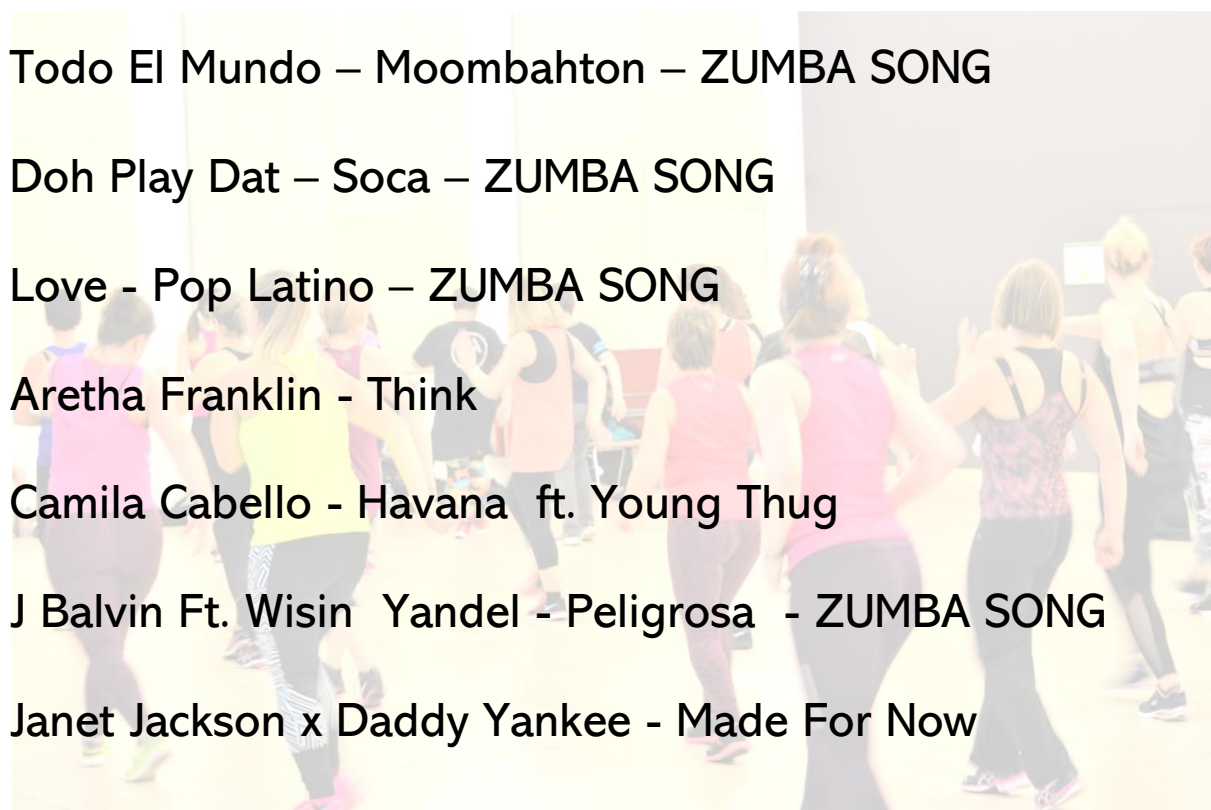 Todo El Mundo – Moombahton – ZUMBA SONG
Doh Play Dat – Soca – ZUMBA SONG
Love - Pop Latino – ZUMBA SONG
Aretha Franklin - Think
Camila Cabello - Havana  ft. Young Thug
J Balvin Ft. Wisin  Yandel - Peligrosa  - ZUMBA SONG
Janet Jackson x Daddy Yankee - Made For Now